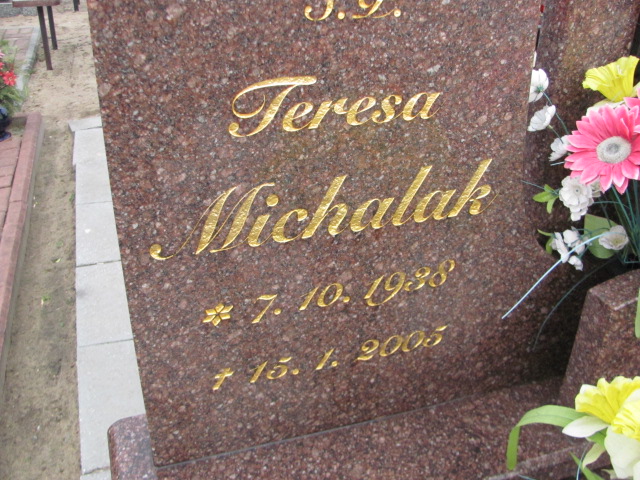 Ś.P.
Teresa
Michalak
* 7. 10. 1938
† 15. 1. 2005